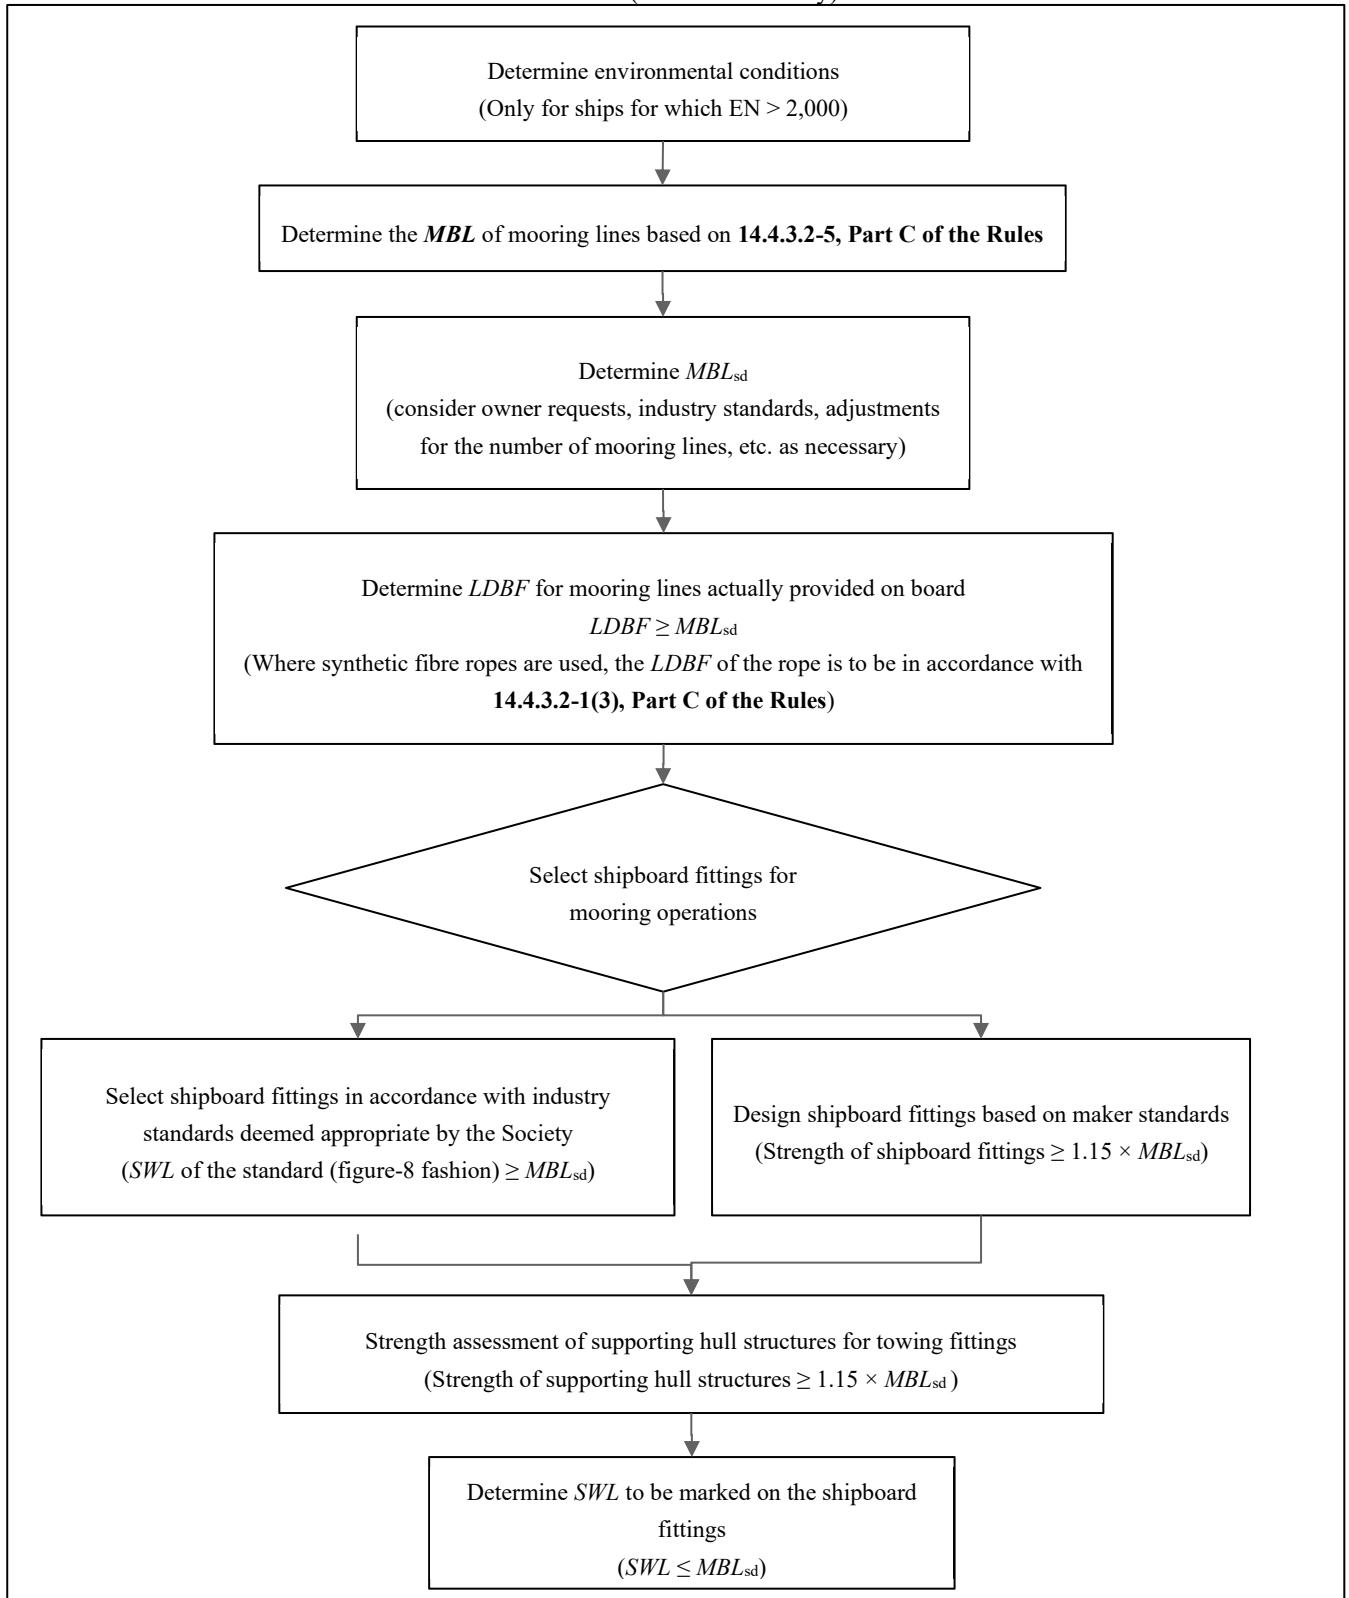 Determine environmental conditions
(Only for ships for which EN > 2,000)
Determine the MBL of mooring lines based on 14.4.3.2-5, Part C of the Rules
Determine MBLsd
(consider owner requests, industry standards, adjustments
for the number of mooring lines, etc. as necessary)
Determine LDBF for mooring lines actually provided on board
LDBF ≥ MBLsd
(Where synthetic fibre ropes are used, the LDBF of the rope is to be in accordance with
14.4.3.2-1(3), Part C of the Rules)
Select shipboard fittings for
mooring operations
Select shipboard fittings in accordance with industry
standards deemed appropriate by the Society
(SWL of the standard (figure-8 fashion) ≥ MBLsd)
Design shipboard fittings based on maker standards
(Strength of shipboard fittings ≥ 1.15 × MBLsd)
Strength assessment of supporting hull structures for towing fittings
(Strength of supporting hull structures ≥ 1.15 × MBLsd )
Determine SWL to be marked on the shipboard
fittings
(SWL ≤ MBLsd)